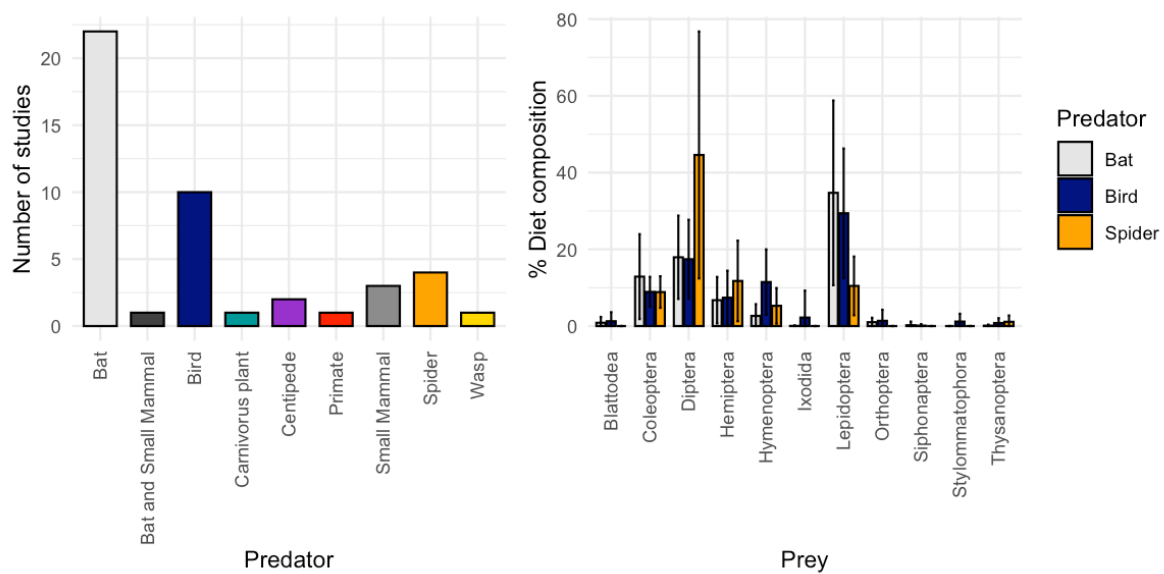 Number of studies
20
15
10
5
0
Bat
Bat and Small Mammal
Bird
Carnivorus plant
Centipede
Primate
Small Mammal
Spider
Wasp
Predator
% Diet composition
80
60
40
20
0
Blattodea
Coleoptera
Diptera
Hemiptera
Hymenoptera
Ixodida
Lepidoptera
Orthoptera
Siphonaptera
Stylommatophora
Thysanoptera
Prey
Predator
Bat
Bird
Spider